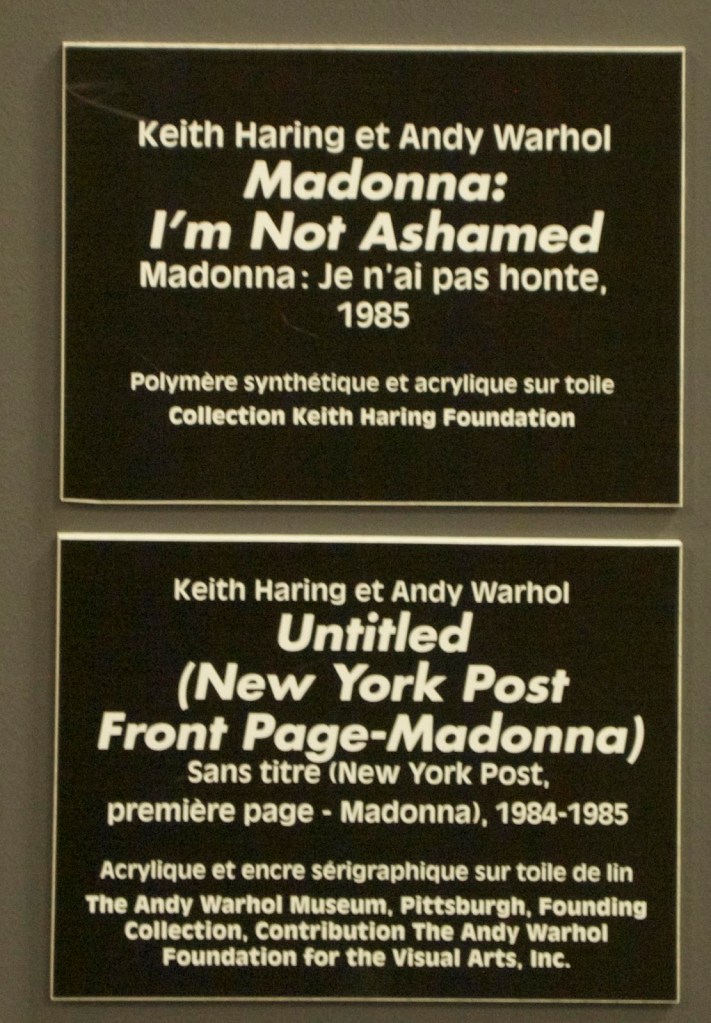 Keith Haring et Andy Warhol
Madonna:
I'm Not Ashamed
Madonna : Je n'ai pas honte,
1985
Polymère synthétique et acrylique sur toile
Collection Keith Haring Foundation
Keith Haring et Andy Warhol
Untitled
(New York Post
Front Page-Madonna)
Sans titre (New York Post,
première page - Madonna), 1984-1985
Acrylique et encre sérigraphique sur toile de lin
The Andy Warhol Museum, Pittsburgh, Founding
Collection, Contribution The Andy Warhol
Foundation for the Visual Arts, Inc.